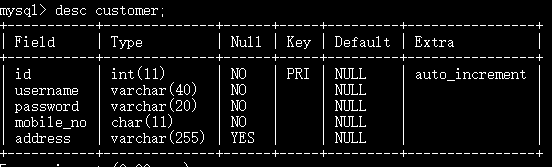 mysql> desc customer;
+-----------+--------------+------+-----+---------+----------------+
| Field | Type | Null | Key | Default | Extra |
+-----------+--------------+------+-----+---------+----------------+
| id | int(11) | NO | PRI | NULL | auto_increment |
| username | varchar(40) | NO | | NULL | |
| password | varchar(20) | NO | | NULL | |
| mobile_no | char(11) | NO | | NULL | |
| address | varchar(255) | YES | | NULL | |
+-----------+--------------+------+-----+---------+----------------+